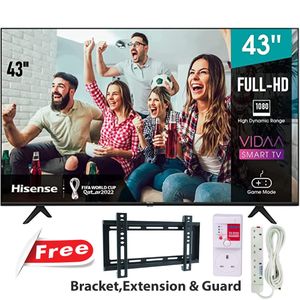 43"
43"
FULL-HD
1080
High Dynamic Range
VIDAA
SMART TV
Game Mode
Hisense
FIFA WORLD CUP
Qatar2022
Free
Bracket,Extension & Guard